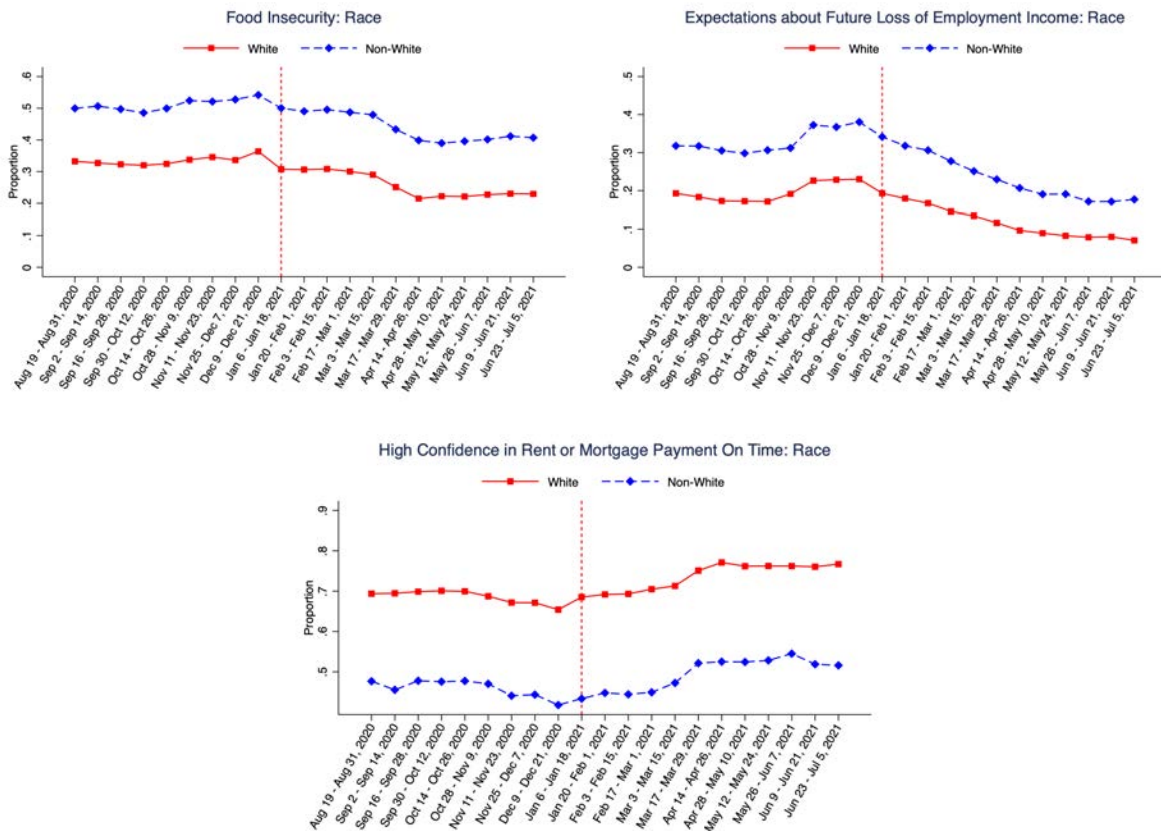 Food Insecurity: Race
White Non-White
Proportion
.6
.5
.4
.3
.2
.1
0
Aug 19 - Aug 31, 2020
Sep 2 - Sep 14, 2020
Sep 16 - Sep 28, 2020
Sep 30 - Oct 12, 2020
Oct 14 - Oct 26, 2020
Oct 28 - Nov 9, 2020
Nov 11 - Nov 23, 2020
Nov 25 - Dec 7, 2020
Dec 9 - Dec 21, 2020
Jan 6 - Jan 18, 2021
Jan 20 - Feb 1, 2021
Feb 3 - Feb 15, 2021
Feb 17 - Mar 1, 2021
Mar 3 - Mar 15, 2021
Mar 17 - Mar 29, 2021
Apr 14 - Apr 26, 2021
Apr 28 - May 10, 2021
May 12 - May 24, 2021
May 26 - Jun 7, 2021
Jun 9 - Jun 21, 2021
Jun 23 - Jul 5, 2021
Expectations about Future Loss of Employment Income: Race
White Non-White
Proportion
.5
.4
.3
.2
.1
0
Aug 19 - Aug 31, 2020
Sep 2 - Sep 14, 2020
Sep 16 - Sep 28, 2020
Sep 30 - Oct 12, 2020
Oct 14 - Oct 26, 2020
Oct 28 - Nov 9, 2020
Nov 11 - Nov 23, 2020
Nov 25 - Dec 7, 2020
Dec 9 - Dec 21, 2020
Jan 6 - Jan 18, 2021
Jan 20 - Feb 1, 2021
Feb 3 - Feb 15, 2021
Feb 17 - Mar 1, 2021
Mar 3 - Mar 15, 2021
Mar 17 - Mar 29, 2021
Apr 14 - Apr 26, 2021
Apr 28 - May 10, 2021
May 12 - May 24, 2021
May 26 - Jun 7, 2021
Jun 9 - Jun 21, 2021
Jun 23 - Jul 5, 2021
High Confidence in Rent or Mortgage Payment On Time: Race
White Non-White
Proportion
.9
.8
.7
.6
.5
Aug 19 - Aug 31, 2020
Sep 2 - Sep 14, 2020
Sep 16 - Sep 28, 2020
Sep 30 - Oct 12, 2020
Oct 14 - Oct 26, 2020
Oct 28 - Nov 9, 2020
Nov 11 - Nov 23, 2020
Nov 25 - Dec 7, 2020
Dec 9 - Dec 21, 2020
Jan 6 - Jan 18, 2021
Jan 20 - Feb 1, 2021
Feb 3 - Feb 15, 2021
Feb 17 - Mar 1, 2021
Mar 3 - Mar 15, 2021
Mar 17 - Mar 29, 2021
Apr 14 - Apr 26, 2021
Apr 28 - May 10, 2021
May 12 - May 24, 2021
May 26 - Jun 7, 2021
Jun 9 - Jun 21, 2021
Jun 23 - Jul 5, 2021